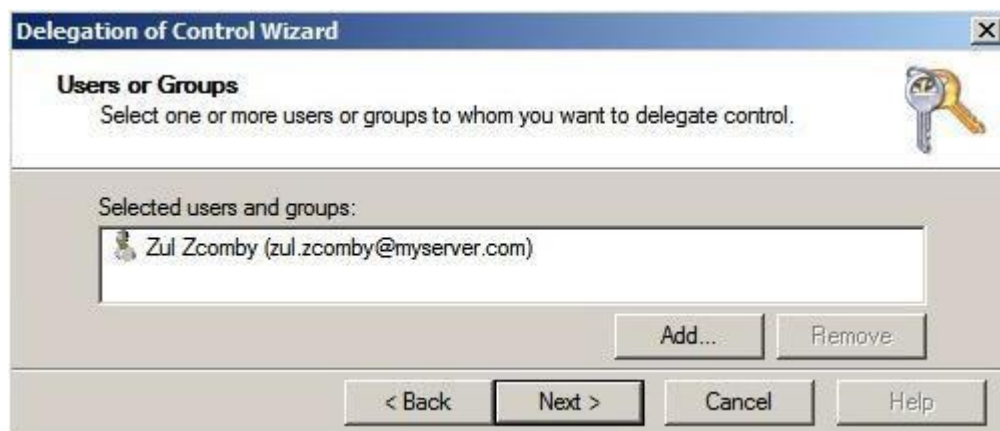 Delegation of Control Wizard
Users or Groups
Select one or more users or groups to whom you want to delegate control.
Selected users and groups:
Zul Zcomby (zul.zcomby@myserver.com)
Add... Remove
< Back Next > Cancel Help